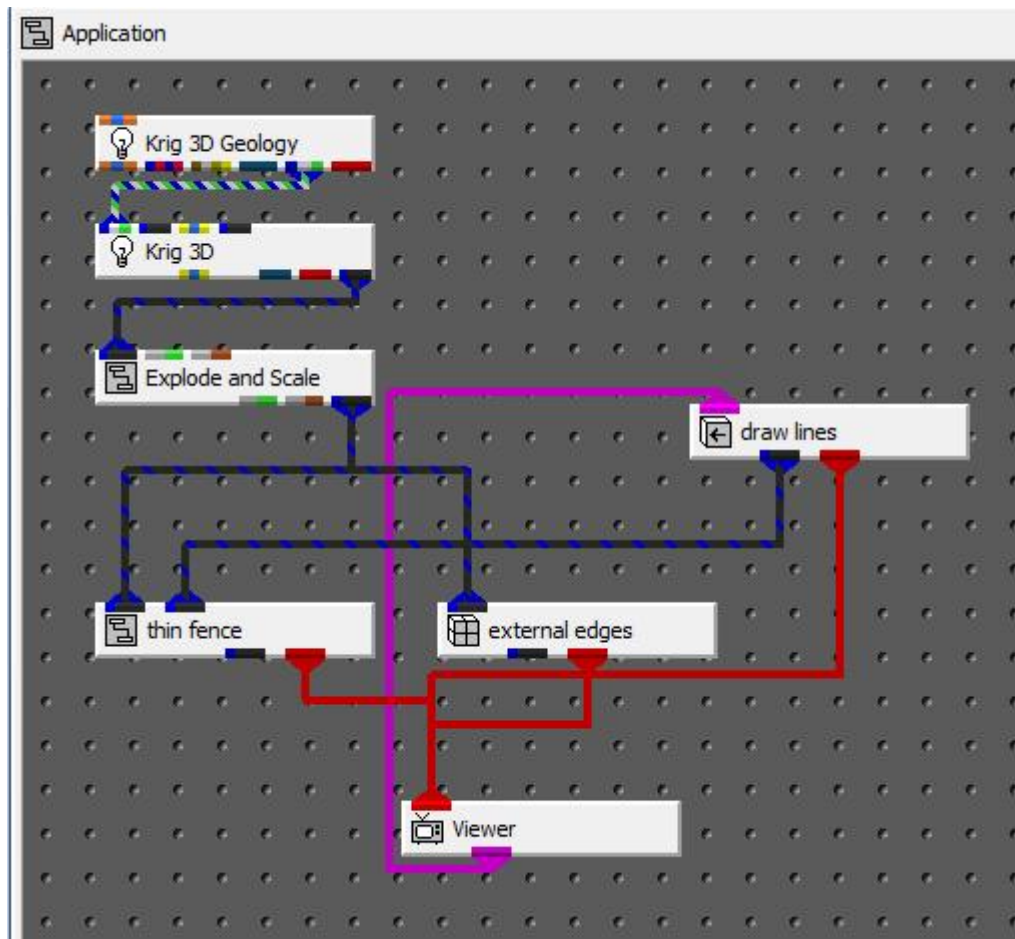 Application
Krig 3D Geology
Krig 3D
Explode and Scale
draw lines
thin fence
external edges
Viewer